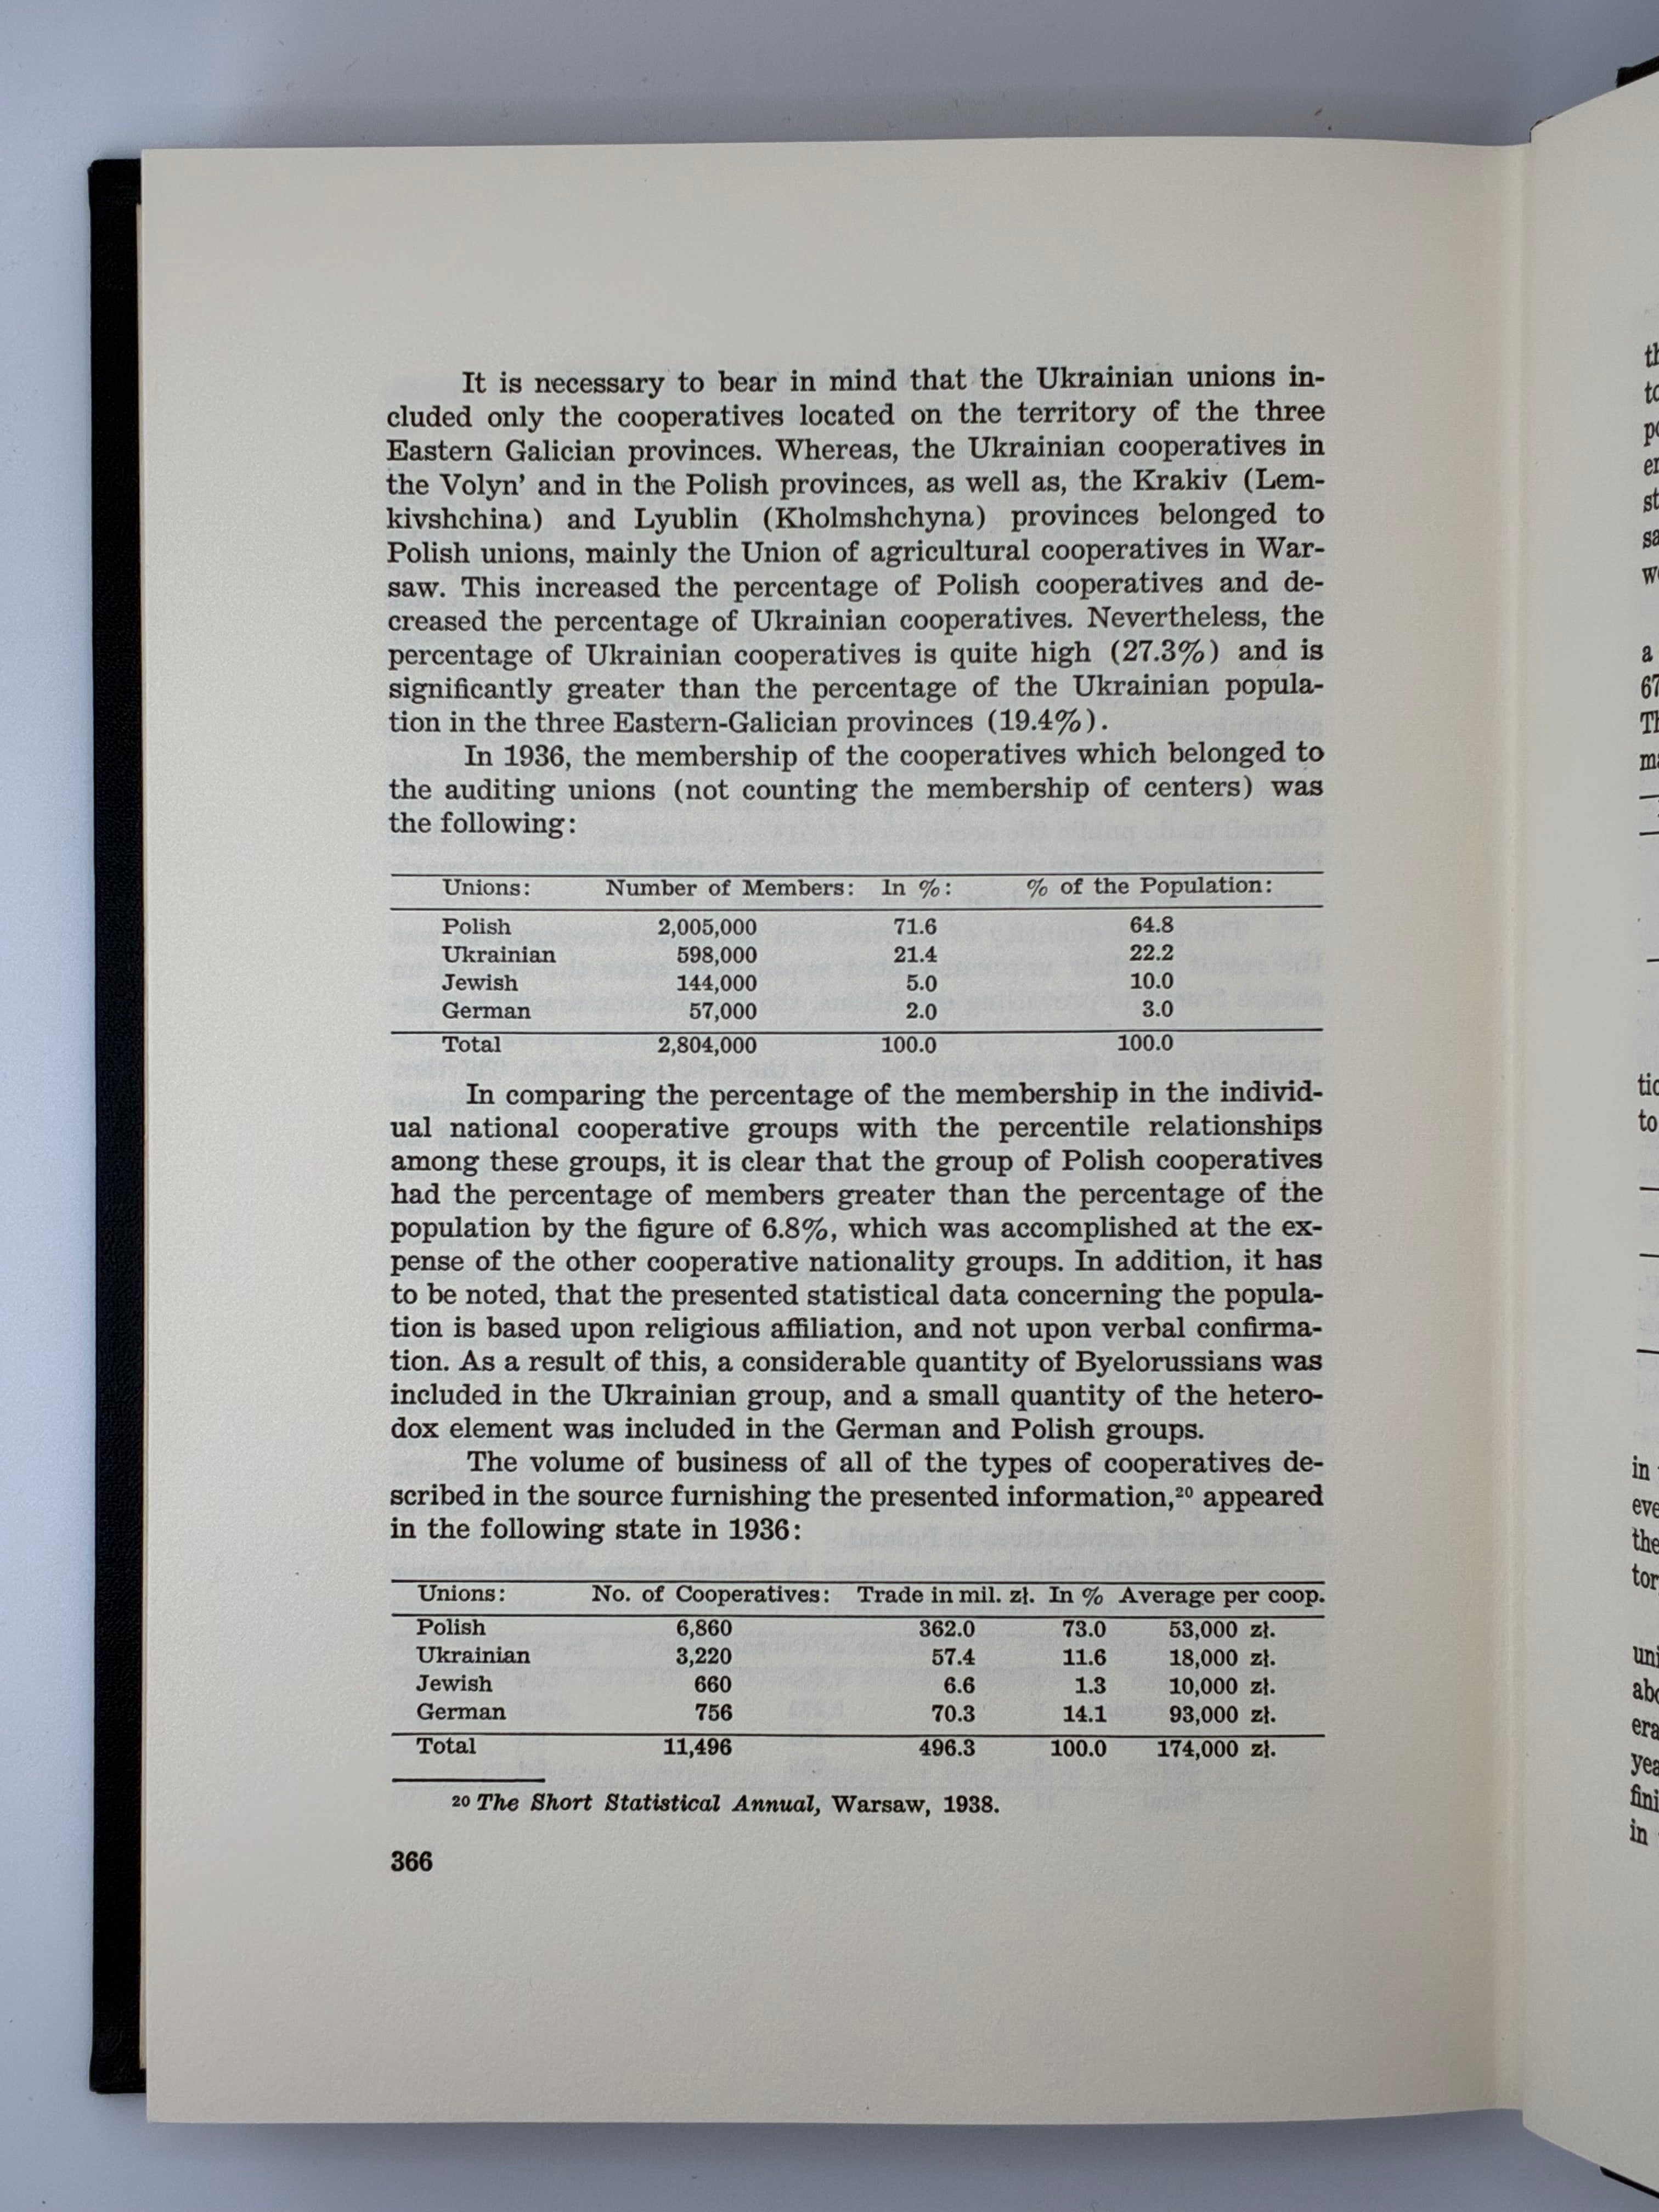 It is necessary to bear in mind that the Ukrainian unions in-
cluded only the cooperatives located on the territory of the three
Eastern Galician provinces. Whereas, the Ukrainian cooperatives in
the Volyn' and in the Polish provinces, as well as, the Krakiv (Lem-
kivshchina) and Lyublin (Kholmshchyna) provinces belonged to
Polish unions, mainly the Union of agricultural cooperatives in War-
saw. This increased the percentage of Polish cooperatives and de-
creased the percentage of Ukrainian cooperatives. Nevertheless, the
percentage of Ukrainian cooperatives is quite high (27.3%) and is
significantly greater than the percentage of the Ukrainian popula-
tion in the three Eastern-Galician provinces (19.4%).
In 1936, the membership of the cooperatives which belonged to
the auditing unions (not counting the membership of centers) was
the following:
Unions: Number of Members: In %: % of the Population:
Polish 2,005,000 71.6 64.8
Ukrainian 598,000 21.4 22.2
Jewish 144,000 5.0 10.0
German 57,000 2.0 3.0
Total 2,804,000 100.0 100.0
In comparing the percentage of the membership in the individ-
ual national cooperative groups with the percentile relationships
among these groups, it is clear that the group of Polish cooperatives
had the percentage of members greater than the percentage of the
population by the figure of 6.8%, which was accomplished at the ex-
pense of the other cooperative nationality groups. In addition, it has
to be noted, that the presented statistical data concerning the popula-
tion is based upon religious affiliation, and not upon verbal confirma-
tion. As a result of this, a considerable quantity of Byelorussians was
included in the Ukrainian group, and a small quantity of the hetero-
dox element was included in the German and Polish groups.
The volume of business of all of the types of cooperatives de-
scribed in the source furnishing the presented information,²⁰ appeared
in the following state in 1936:
Unions: No. of Cooperatives: Trade in mil. zł. In % Average per coop.
Polish 6,860 362.0 73.0 53,000 zł.
Ukrainian 3,220 57.4 11.6 18,000 zł.
Jewish 660 6.6 1.3 10,000 zł.
German 756 70.3 14.1 93,000 zł.
Total 11,496 496.3 100.0 174,000 zł.
²⁰ The Short Statistical Annual, Warsaw, 1938.
366